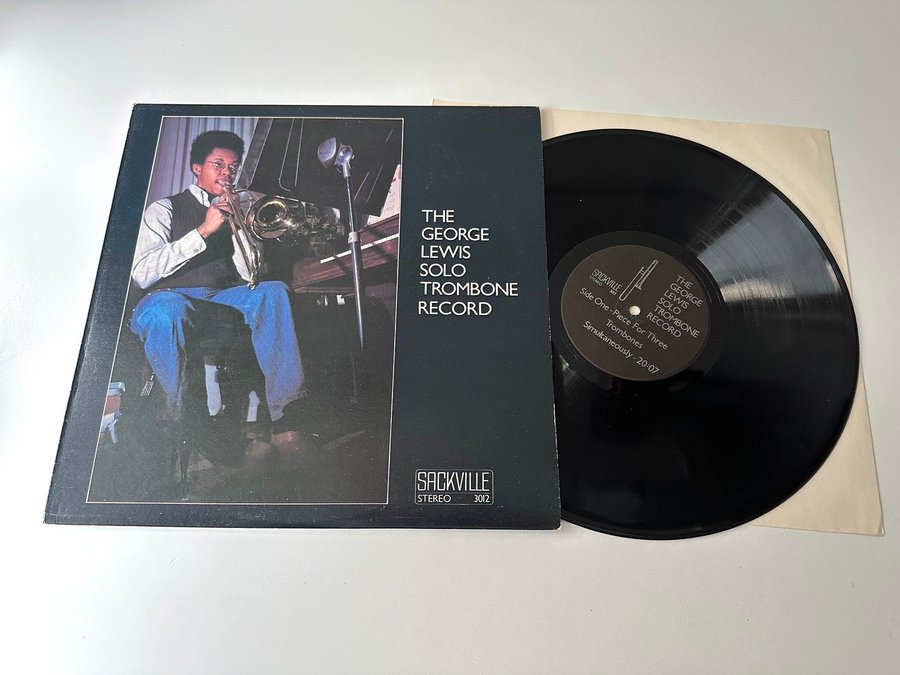 THE
GEORGE
LEWIS
SOLO
TROMBONE
RECORD
SACKVILLE
STEREO 3012
SACKVILLE
STEREO
THE
GEORGE
LEWIS
SOLO
TROMBONE
RECORD
Side One - Piece For Three
Trombones
Simultaneously - 20:07